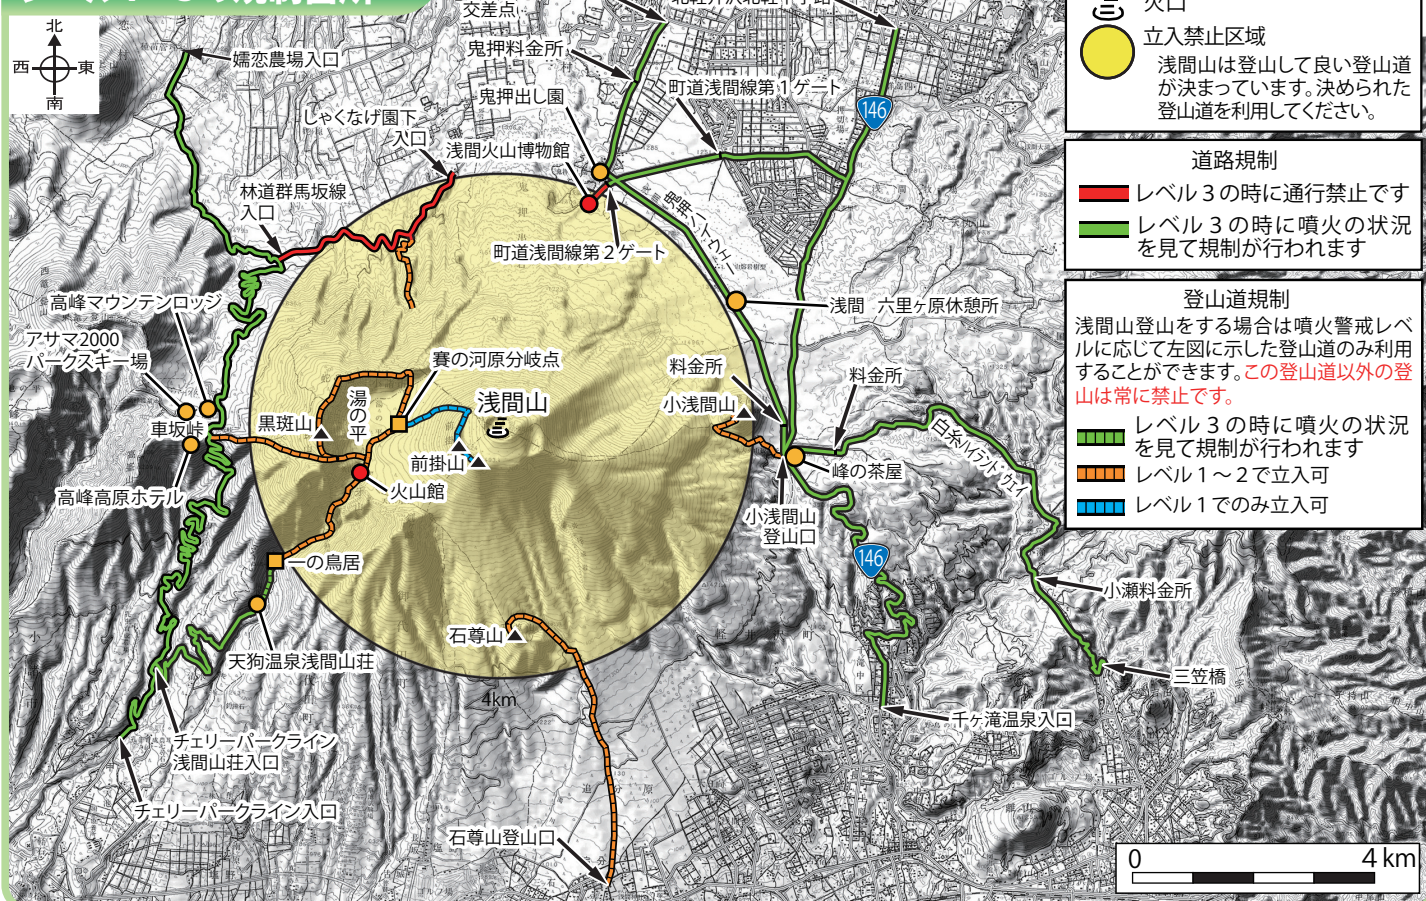 交差点
火口
北
西
東
南
嬬恋農場入口
鬼押料金所
鬼押出し園
町道浅間線第1ゲート
146
しゃくなげ園下
入口
浅間火山博物館
林道群馬坂線
入口
町道浅間線第2ゲート
鬼押ハイウェー
高峰マウンテンロッジ
浅間 六里ヶ原休憩所
アサマ2000
パークスキー場
賽の河原分岐点
料金所
料金所
浅間山
小浅間山
湯の平
黒斑山
車坂峠
前掛山
火山館
峰の茶屋
白糸ハイランドウェイ
高峰高原ホテル
小浅間山
登山口
146
一の鳥居
小瀬料金所
石尊山
天狗温泉浅間山荘
三笠橋
4km
千ヶ滝温泉入口
チェリーパークライン
浅間山荘入口
チェリーパークライン入口
石尊山登山口
立入禁止区域
浅間山は登山して良い登山道
が決まっています。決められた
登山道を利用してください。
道路規制
レベル3の時に通行禁止です
レベル3の時に噴火の状況
を見て規制が行われます
登山道規制
浅間山登山をする場合は噴火警戒レベ
ルに応じて左図に示した登山道のみ利用
することができます。この登山道以外の登
山は常に禁止です。
レベル3の時に噴火の状況
を見て規制が行われます
レベル1～2で立入可
レベル1でのみ立入可
0 4km